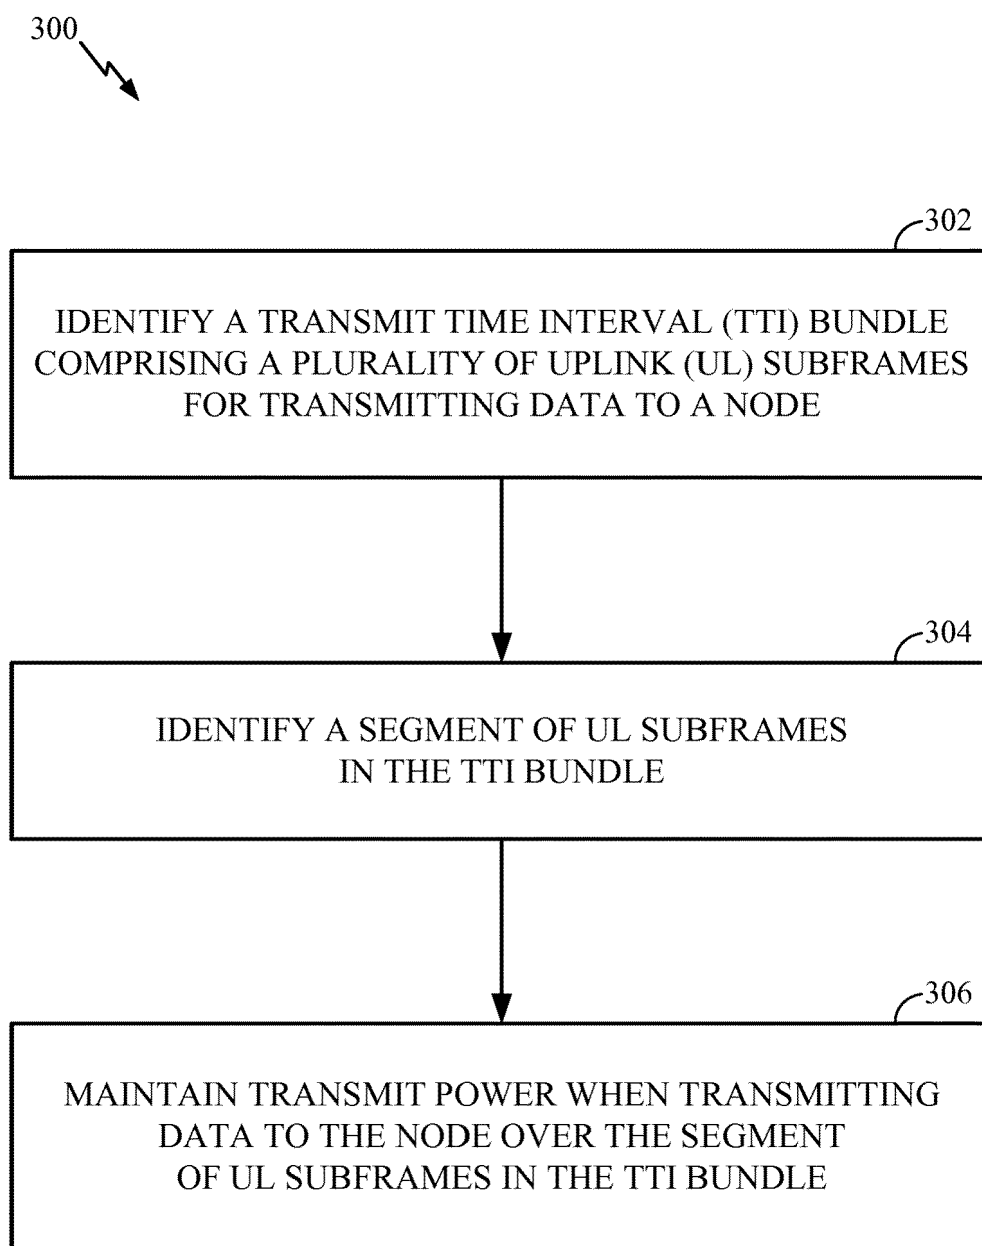 300
302
IDENTIFY A TRANSMIT TIME INTERVAL (TTI) BUNDLE
COMPRISING A PLURALITY OF UPLINK (UL) SUBFRAMES
FOR TRANSMITTING DATA TO A NODE
304
IDENTIFY A SEGMENT OF UL SUBFRAMES
IN THE TTI BUNDLE
306
MAINTAIN TRANSMIT POWER WHEN TRANSMITTING
DATA TO THE NODE OVER THE SEGMENT
OF UL SUBFRAMES IN THE TTI BUNDLE